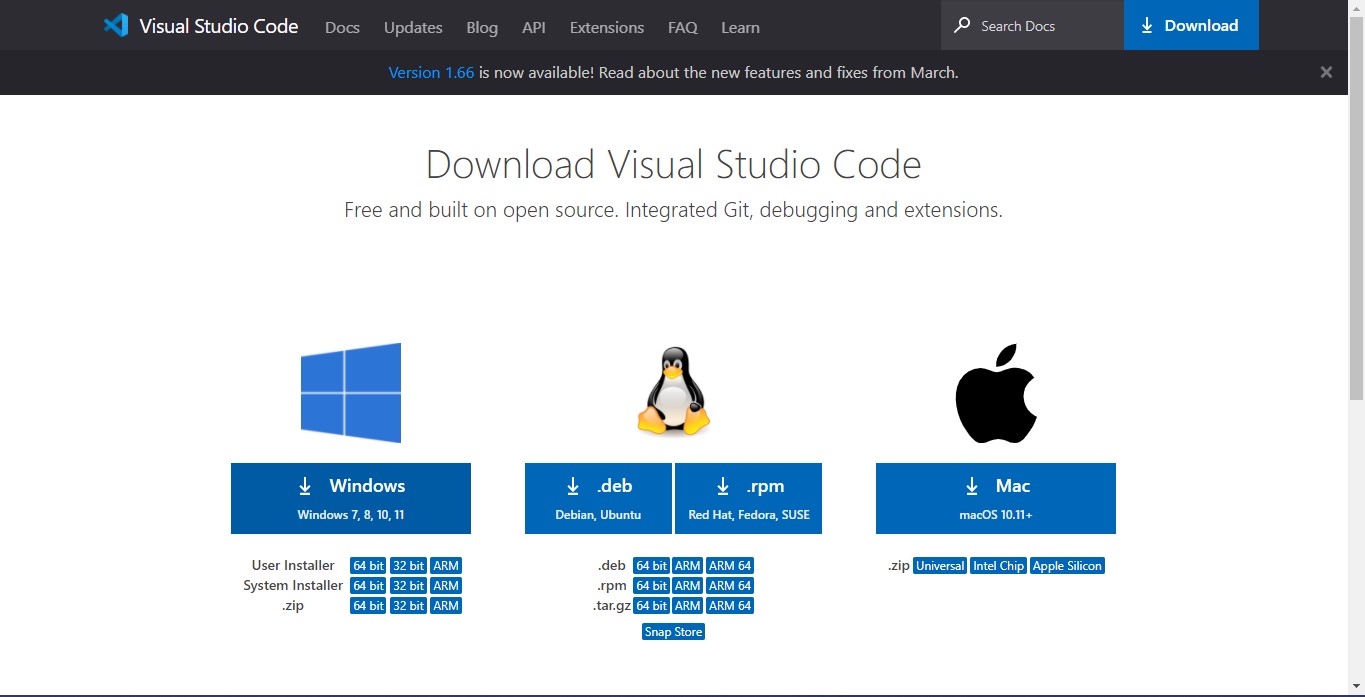 Visual Studio Code Docs Updates Blog API Extensions FAQ Learn Search Docs Download
Version 1.66 is now available! Read about the new features and fixes from March.
Download Visual Studio Code
Free and built on open source. Integrated Git, debugging and extensions.
Windows
Windows 7, 8, 10, 11
User Installer 64 bit 32 bit ARM
System Installer 64 bit 32 bit ARM
.zip 64 bit 32 bit ARM
.deb
Debian, Ubuntu
.rpm
Red Hat, Fedora, SUSE
.deb 64 bit ARM ARM 64
.rpm 64 bit ARM ARM 64
.tar.gz 64 bit ARM ARM 64
Snap Store
Mac
macOS 10.11+
.zip Universal Intel Chip Apple Silicon